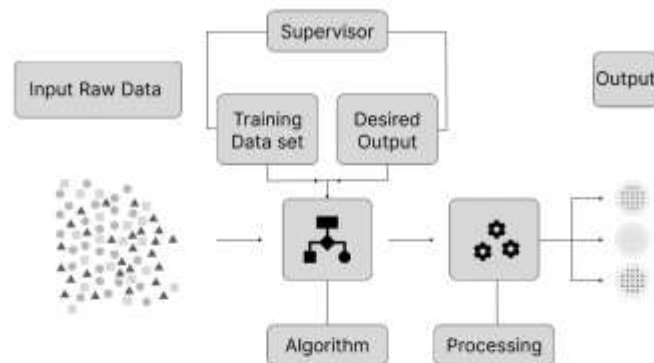 Supervisor
Input Raw Data
Output
Training
Data set
Desired
Output
Algorithm
Processing